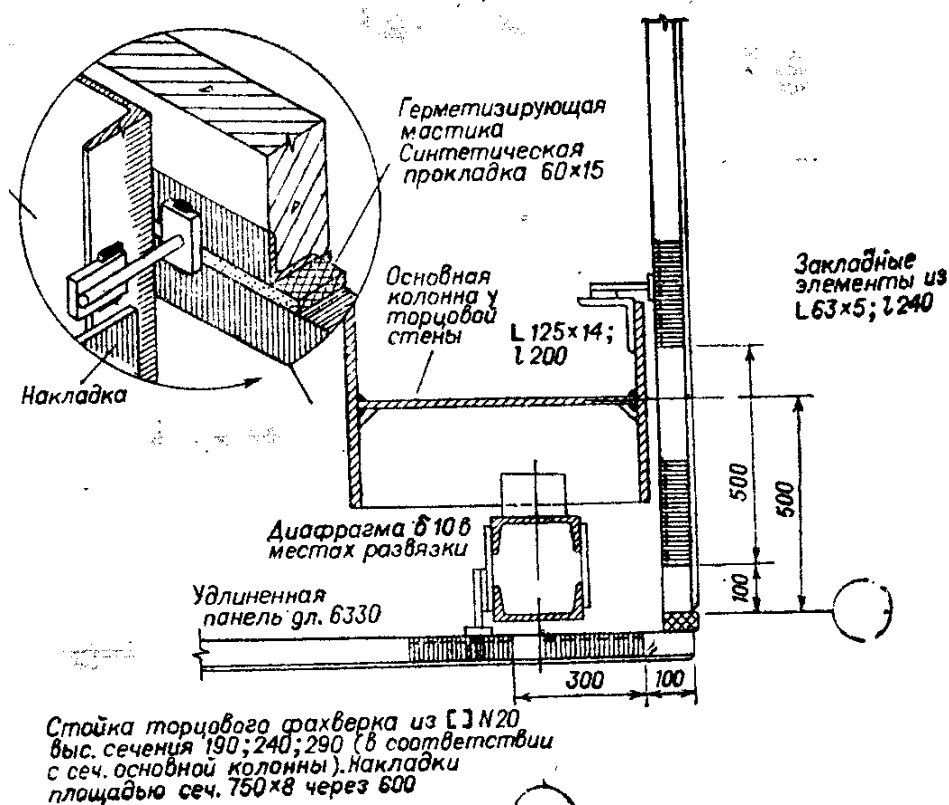 Герметизирующая
мастика
Синтетическая
прокладка 60×15
Основная
колонна у
торцовой
стены
L 125×14;
l 200
Закладные
элементы из
L 63×5; l 240
Накладка
500
500
100
Диафрагма δ 10 в
местах развязки
Удлиненная
панель дл. 6330
300
100
Стойка торцового фахверка из [] N 20
выс. сечения 190; 240; 290 (в соответствии
с сеч. основной колонны). Накладки
площадью сеч. 750×8 через 600